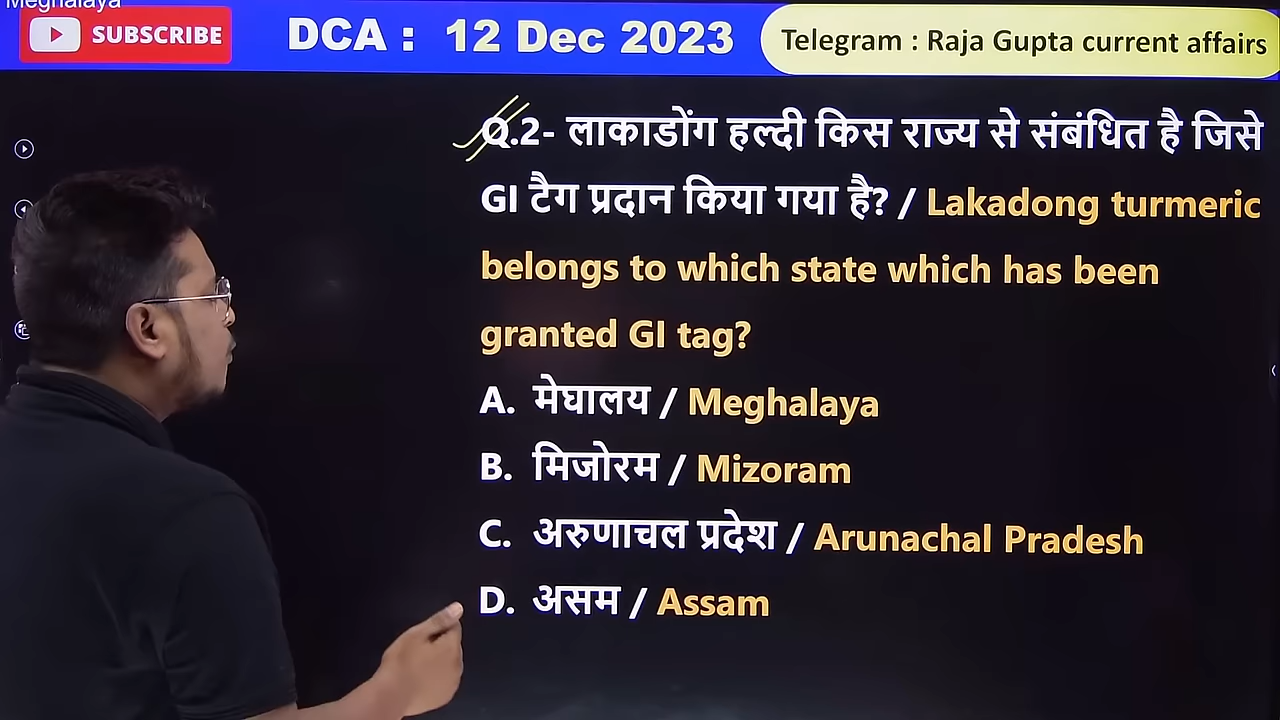 Meghalaya
SUBSCRIBE
DCA : 12 Dec 2023
Telegram : Raja Gupta current affairs
Q.2- लाकाडोंग हल्दी किस राज्य से संबंधित है जिसे
GI टैग प्रदान किया गया है? / Lakadong turmeric
belongs to which state which has been
granted GI tag?
A. मेघालय / Meghalaya
B. मिजोरम / Mizoram
C. अरुणाचल प्रदेश / Arunachal Pradesh
D. असम / Assam